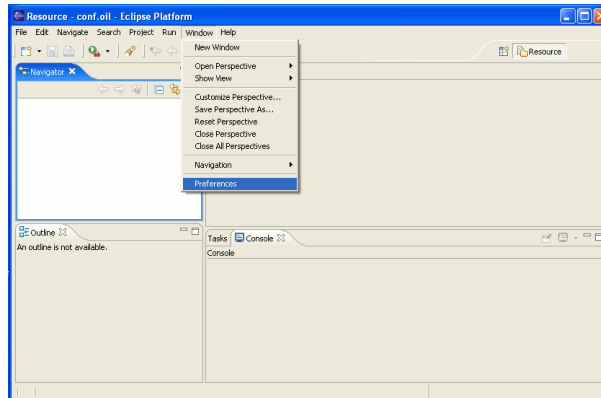 Resource - conf.oil - Eclipse Platform
File Edit Navigate Search Project Run Window Help
New Window
Resource
Open Perspective
Navigator
Show View
Customize Perspective...
Save Perspective As...
Reset Perspective
Close Perspective
Close All Perspectives
Navigation
Preferences
Outline
Tasks Console
An outline is not available.
Console